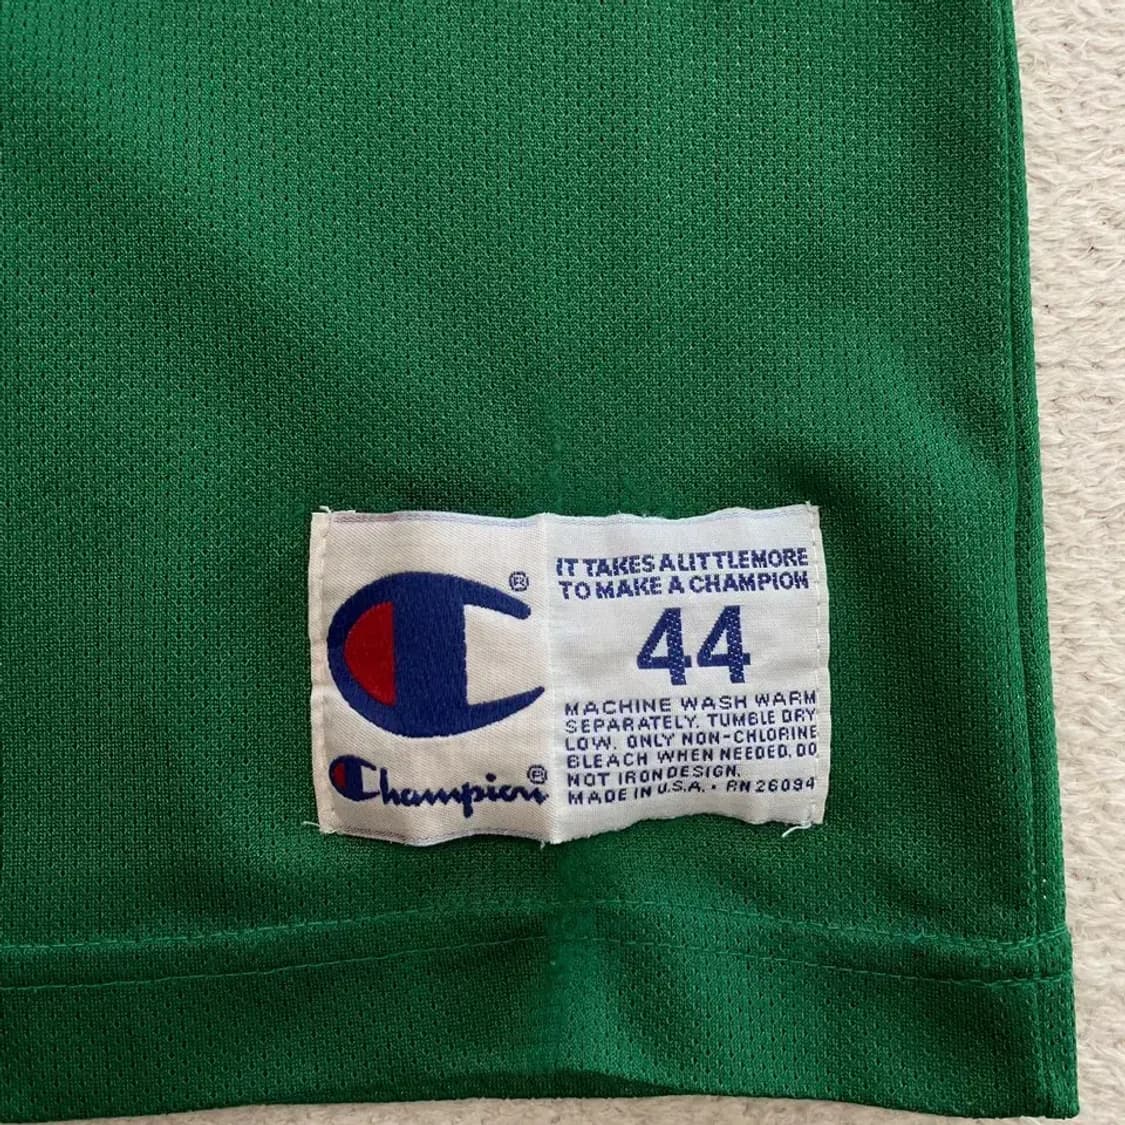 ®
Champion®
IT TAKES A LITTLE MORE
TO MAKE A CHAMPION
44
MACHINE WASH WARM
SEPARATELY. TUMBLE DRY
LOW. ONLY NON-CHLORINE
BLEACH WHEN NEEDED. DO
NOT IRON DESIGN.
MADE IN U.S.A. • RN 26094